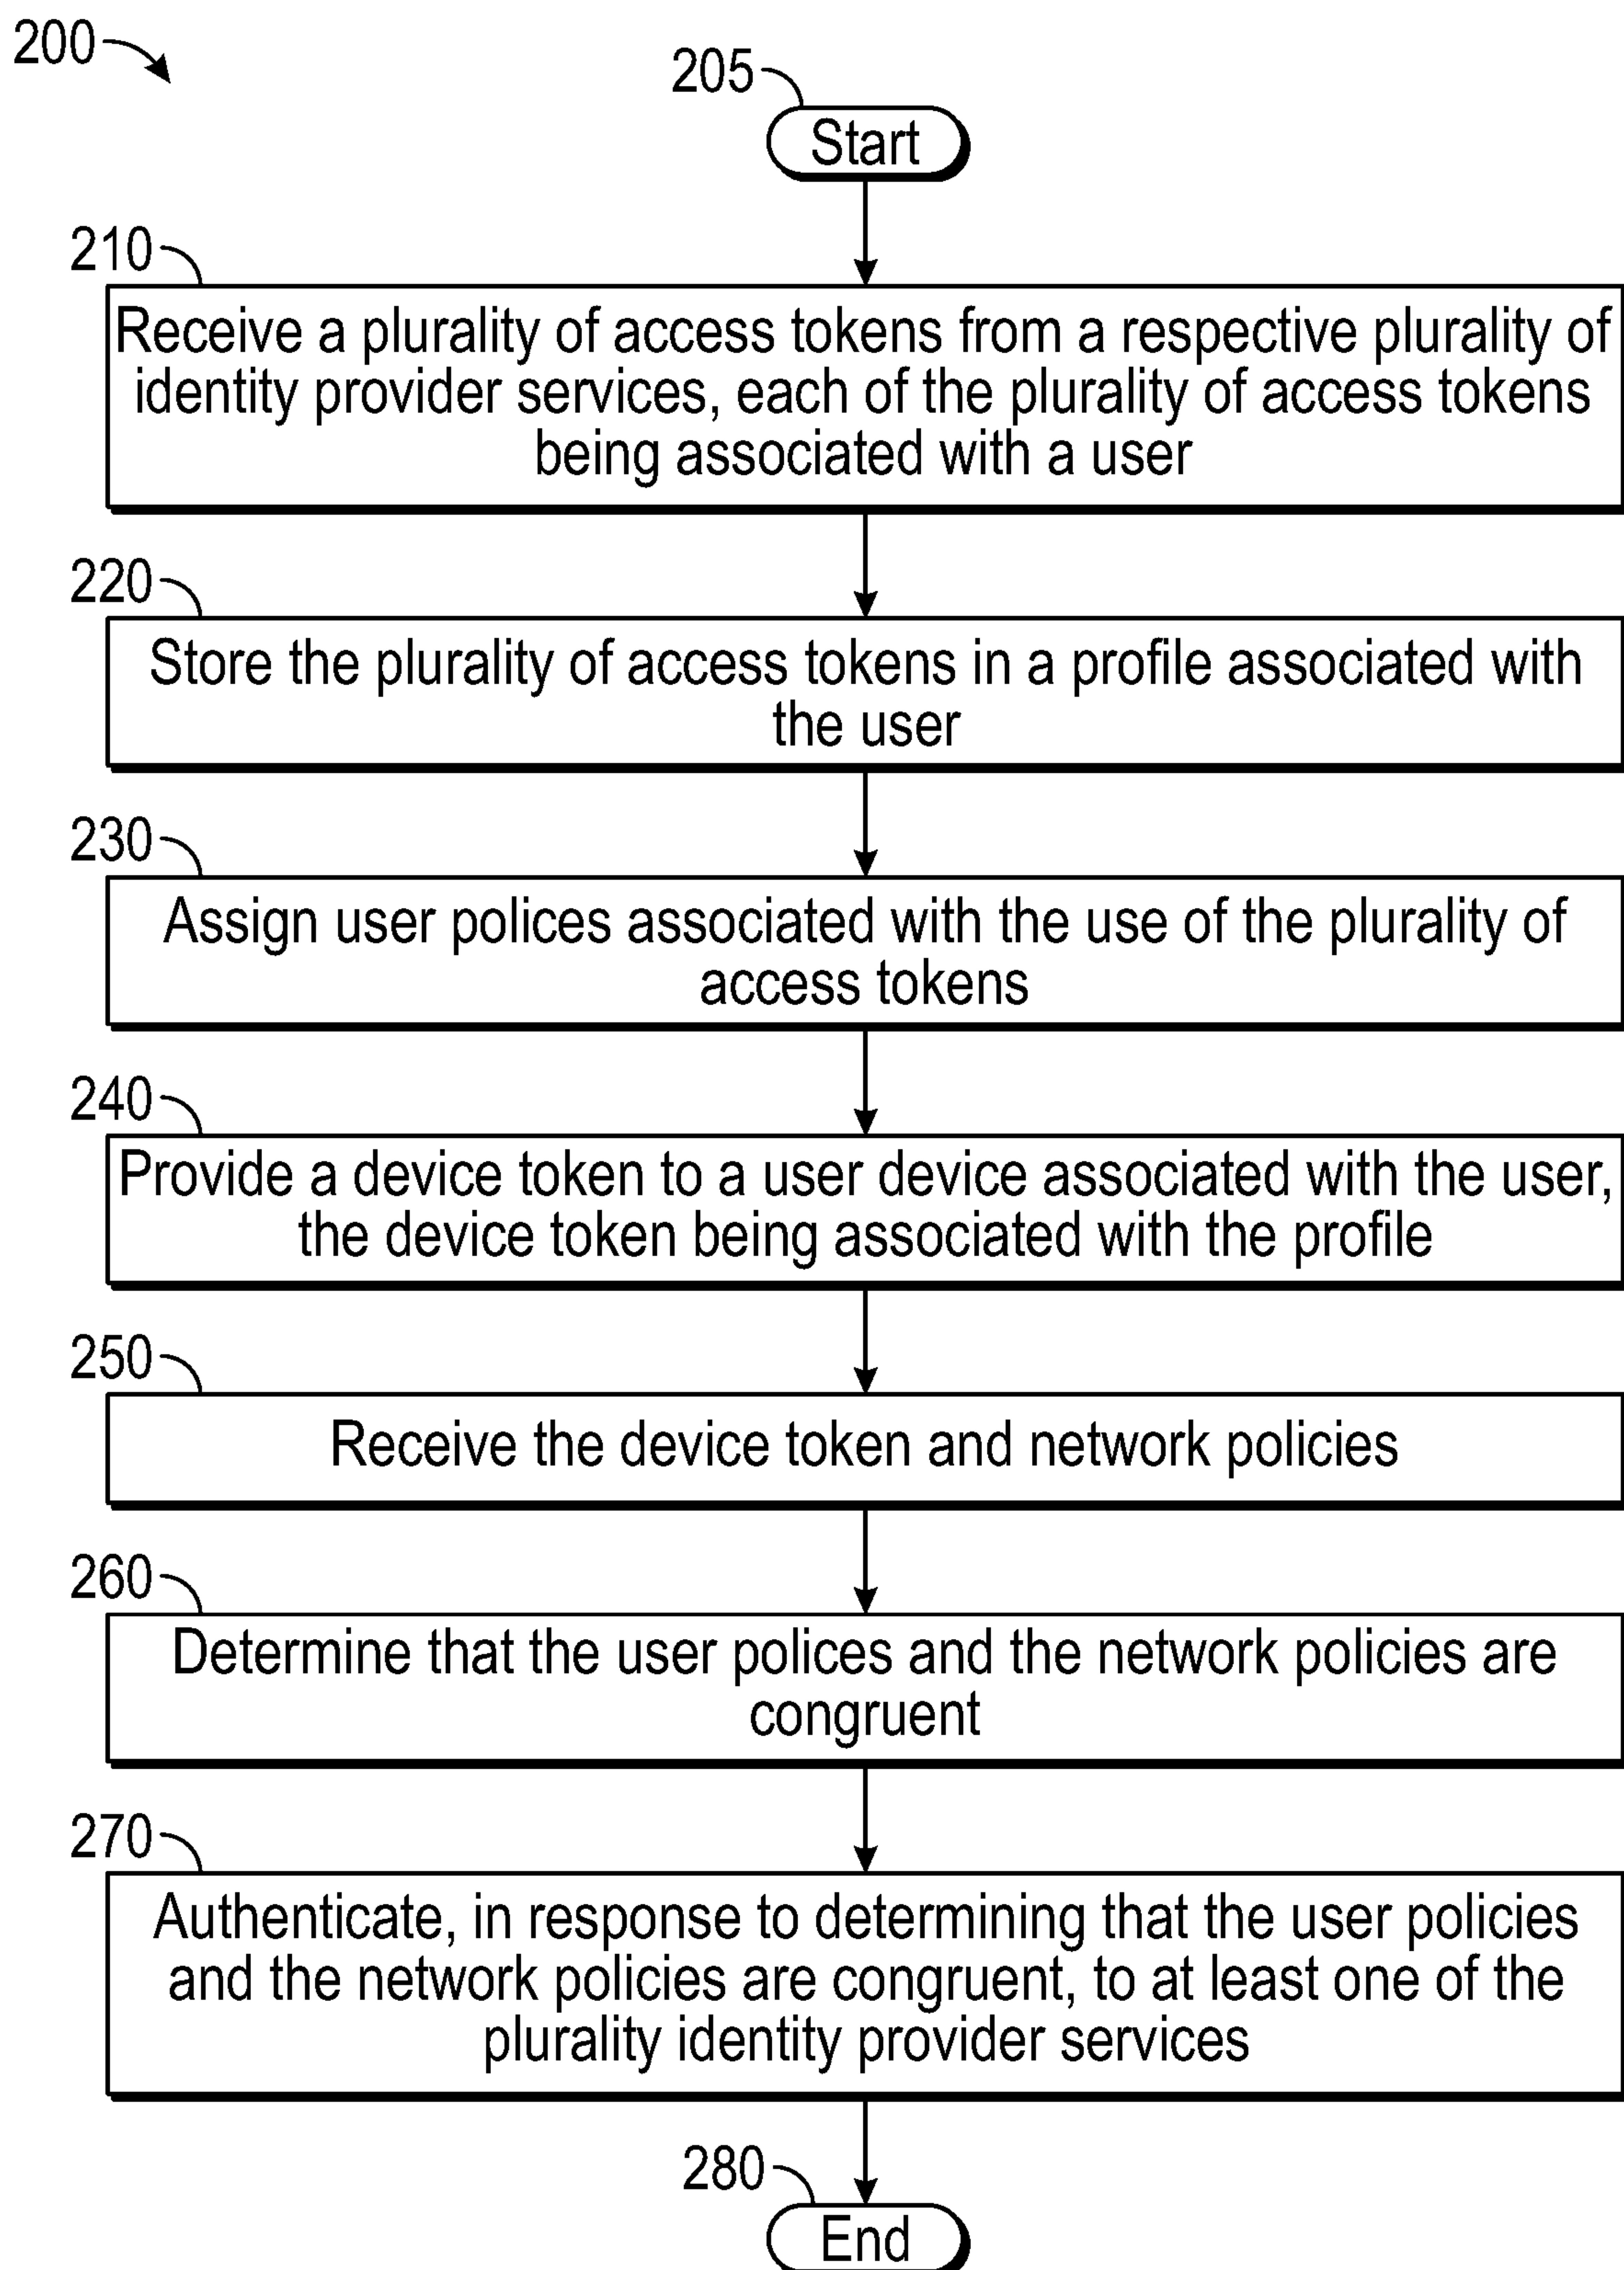 200
205
Start
210
Receive a plurality of access tokens from a respective plurality of
identity provider services, each of the plurality of access tokens
being associated with a user
220
Store the plurality of access tokens in a profile associated with
the user
230
Assign user polices associated with the use of the plurality of
access tokens
240
Provide a device token to a user device associated with the user,
the device token being associated with the profile
250
Receive the device token and network policies
260
Determine that the user polices and the network policies are
congruent
270
Authenticate, in response to determining that the user policies
and the network policies are congruent, to at least one of the
plurality identity provider services
280
End